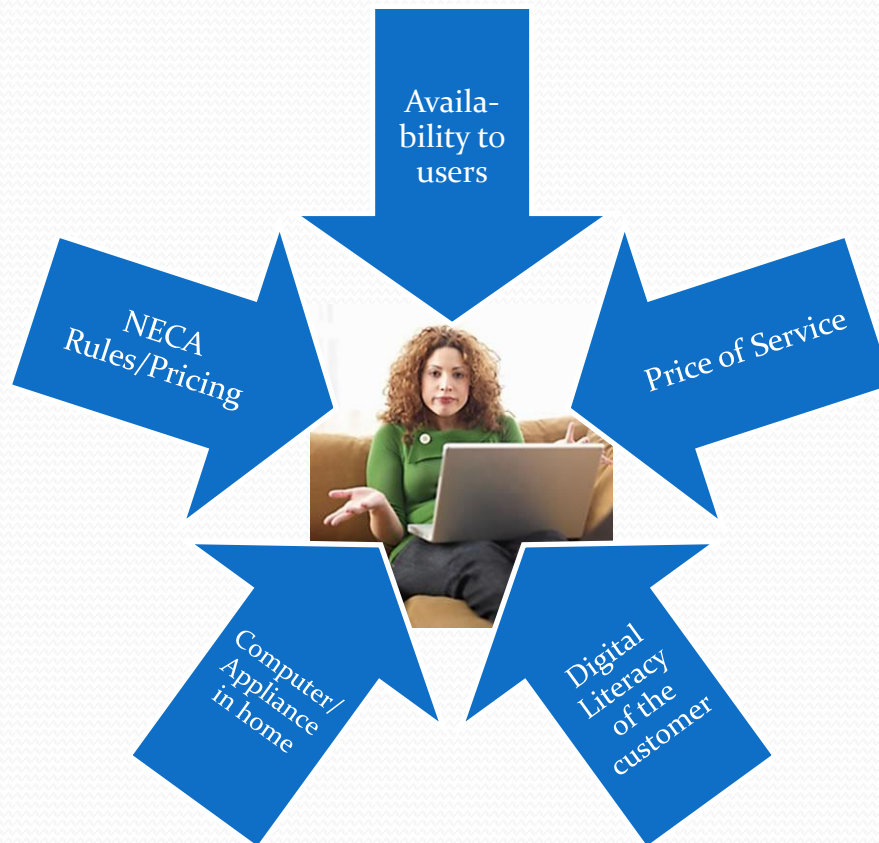 Availa-
bility to
users
NECA
Rules/Pricing
Price of Service
Computer/
Appliance
in home
Digital
Literacy
of the
customer